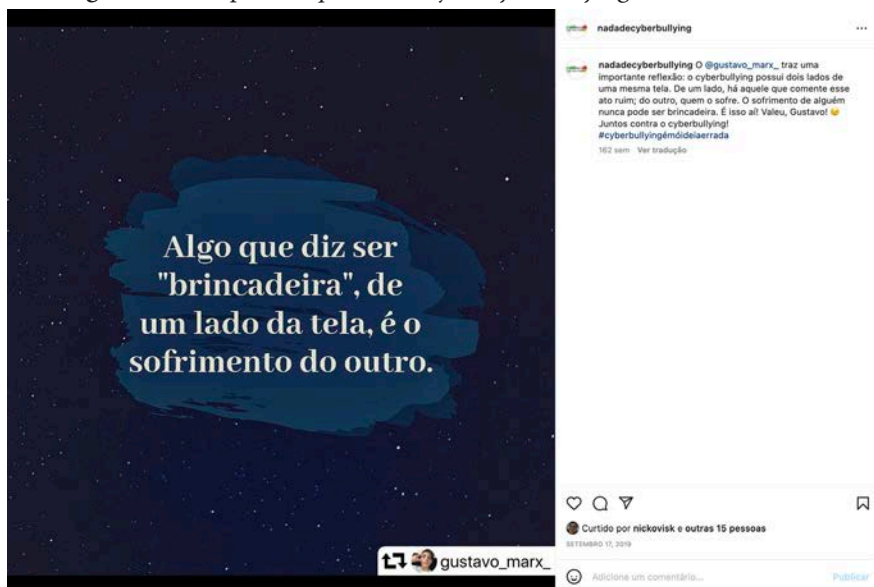 Algo que diz ser
"brincadeira", de
um lado da tela, é o
sofrimento do outro.
gustavo_marx_
nadadecyberbullying
nadadecyberbullying O @gustavo_marx_ traz uma
importante reflexão: o cyberbullying possui dois lados de
uma mesma tela. De um lado, há aquele que comente esse
ato ruim; do outro, quem o sofre. O sofrimento de alguém
nunca pode ser brincadeira. É isso aí! Valeu, Gustavo!
Juntos contra o cyberbullying!
#cyberbullyingémóideiaerrada
162 sem Ver tradução
Curtido por nickovisk e outras 15 pessoas
SETEMBRO 17, 2019
Adicione um comentário...
Publicar